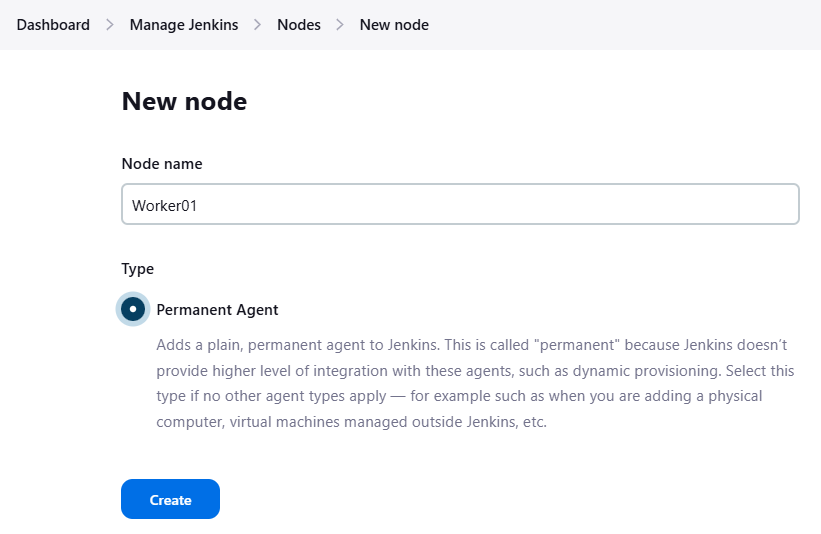 Dashboard > Manage Jenkins > Nodes > New node
New node
Node name
Worker01
Type
Permanent Agent
Adds a plain, permanent agent to Jenkins. This is called "permanent" because Jenkins doesn’t
provide higher level of integration with these agents, such as dynamic provisioning. Select this
type if no other agent types apply — for example such as when you are adding a physical
computer, virtual machines managed outside Jenkins, etc.
Create